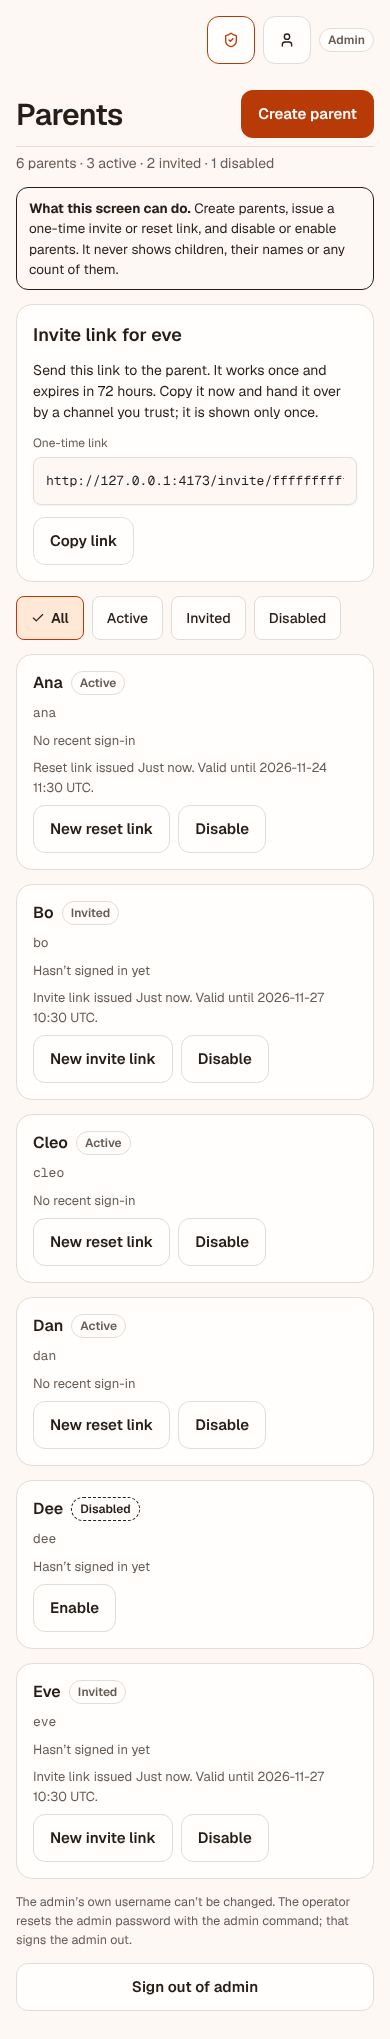 Admin
Parents
Create parent
6 parents · 3 active · 2 invited · 1 disabled
What this screen can do. Create parents, issue a
one-time invite or reset link, and disable or enable
parents. It never shows children, their names or any
count of them.
Invite link for eve
Send this link to the parent. It works once and
expires in 72 hours. Copy it now and hand it over
by a channel you trust; it is shown only once.
One-time link
http://127.0.0.1:4173/invite/fffffffff
Copy link
All
Active
Invited
Disabled
Ana Active
ana
No recent sign-in
Reset link issued Just now. Valid until 2026-11-24
11:30 UTC.
New reset link
Disable
Bo Invited
bo
Hasn’t signed in yet
Invite link issued Just now. Valid until 2026-11-27
10:30 UTC.
New invite link
Disable
Cleo Active
cleo
No recent sign-in
New reset link
Disable
Dan Active
dan
No recent sign-in
New reset link
Disable
Dee Disabled
dee
Hasn’t signed in yet
Enable
Eve Invited
eve
Hasn’t signed in yet
Invite link issued Just now. Valid until 2026-11-27
10:30 UTC.
New invite link
Disable
The admin’s own username can’t be changed. The operator
resets the admin password with the admin command; that
signs the admin out.
Sign out of admin